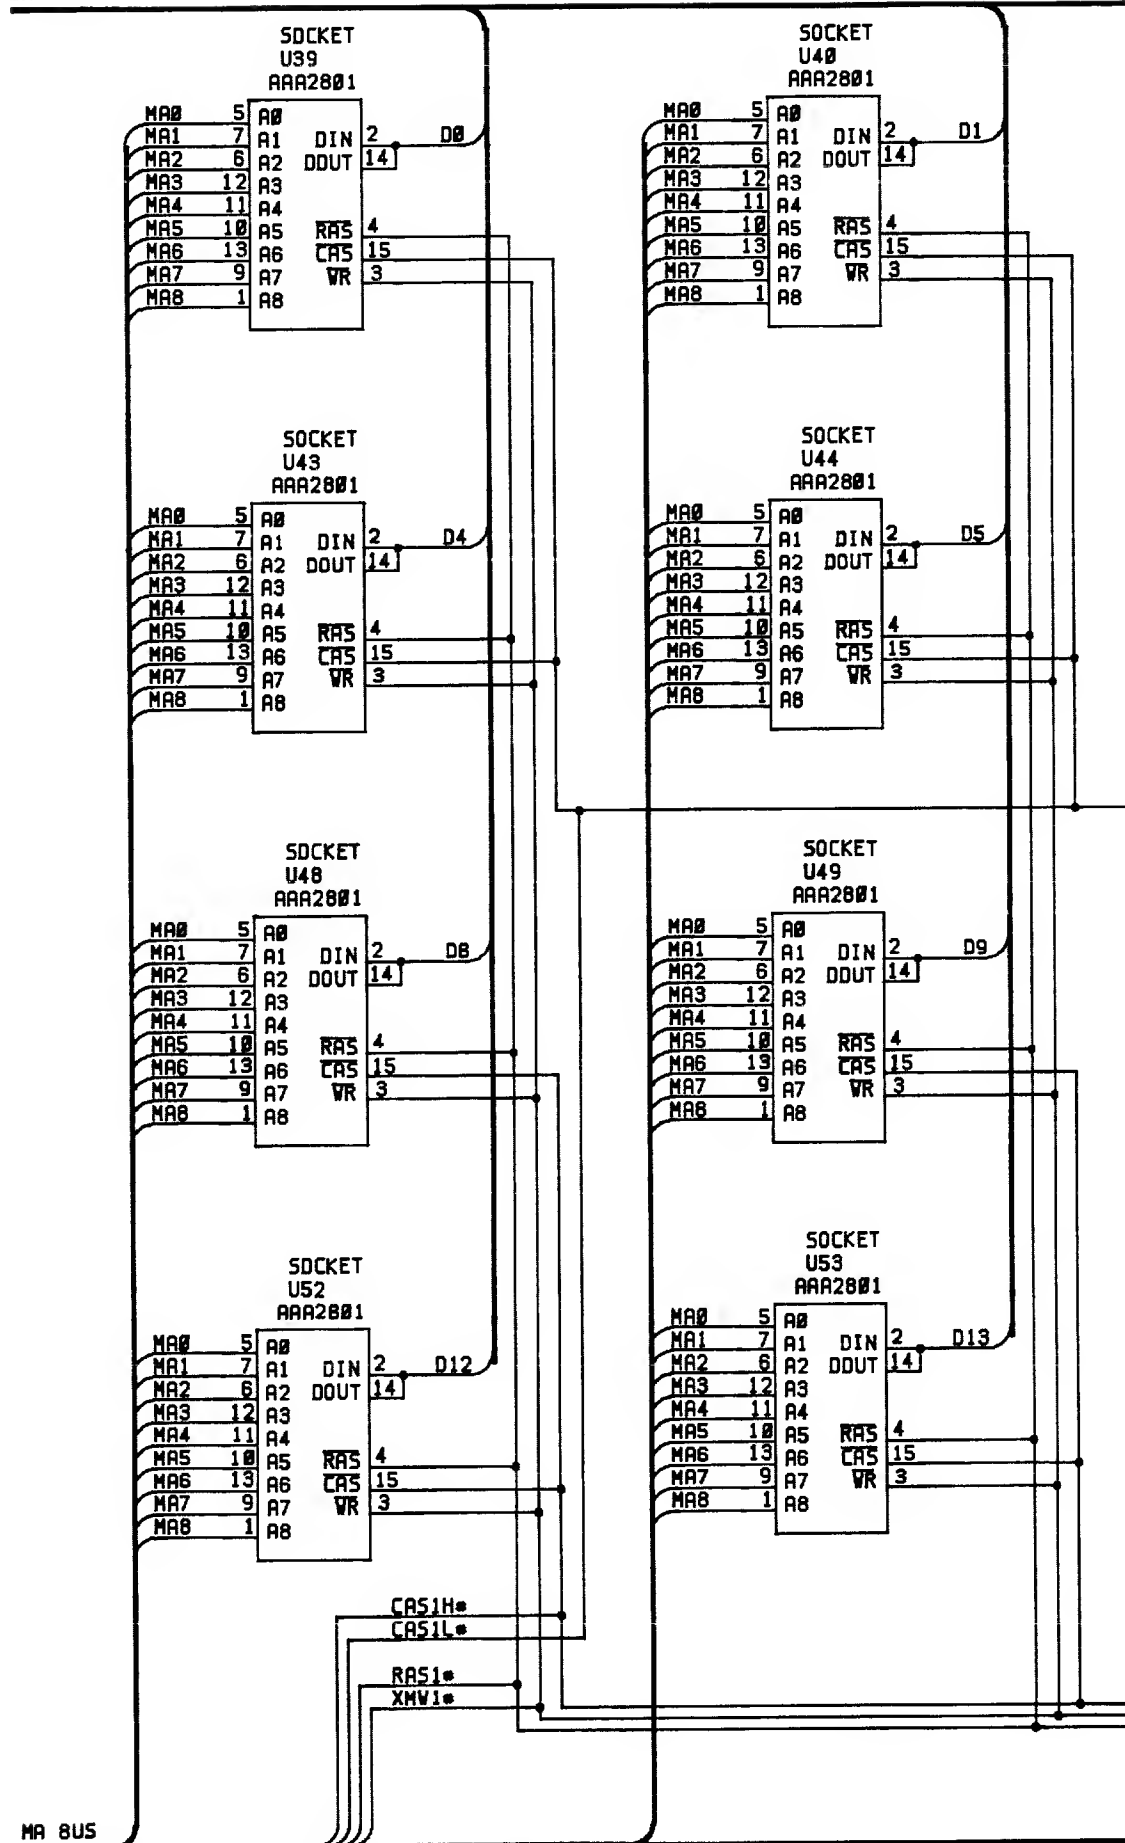 SOCKET
U39
AAA2801
MA0 5 A0
MA1 7 A1
MA2 6 A2
MA3 12 A3
MA4 11 A4
MA5 10 A5
MA6 13 A6
MA7 9 A7
MA8 1 A8
DIN 2 D0
DOUT 14
RAS 4
CAS 15
WR 3
SOCKET
U40
AAA2801
MA0 5 A0
MA1 7 A1
MA2 6 A2
MA3 12 A3
MA4 11 A4
MA5 10 A5
MA6 13 A6
MA7 9 A7
MA8 1 A8
DIN 2 D1
DOUT 14
RAS 4
CAS 15
WR 3
SOCKET
U43
AAA2801
MA0 5 A0
MA1 7 A1
MA2 6 A2
MA3 12 A3
MA4 11 A4
MA5 10 A5
MA6 13 A6
MA7 9 A7
MA8 1 A8
DIN 2 D4
DOUT 14
RAS 4
CAS 15
WR 3
SOCKET
U44
AAA2801
MA0 5 A0
MA1 7 A1
MA2 6 A2
MA3 12 A3
MA4 11 A4
MA5 10 A5
MA6 13 A6
MA7 9 A7
MA8 1 A8
DIN 2 D5
DOUT 14
RAS 4
CAS 15
WR 3
SOCKET
U48
AAA2801
MA0 5 A0
MA1 7 A1
MA2 6 A2
MA3 12 A3
MA4 11 A4
MA5 10 A5
MA6 13 A6
MA7 9 A7
MA8 1 A8
DIN 2 D8
DOUT 14
RAS 4
CAS 15
WR 3
SOCKET
U49
AAA2801
MA0 5 A0
MA1 7 A1
MA2 6 A2
MA3 12 A3
MA4 11 A4
MA5 10 A5
MA6 13 A6
MA7 9 A7
MA8 1 A8
DIN 2 D9
DOUT 14
RAS 4
CAS 15
WR 3
SOCKET
U52
AAA2801
MA0 5 A0
MA1 7 A1
MA2 6 A2
MA3 12 A3
MA4 11 A4
MA5 10 A5
MA6 13 A6
MA7 9 A7
MA8 1 A8
DIN 2 D12
DOUT 14
RAS 4
CAS 15
WR 3
SOCKET
U53
AAA2801
MA0 5 A0
MA1 7 A1
MA2 6 A2
MA3 12 A3
MA4 11 A4
MA5 10 A5
MA6 13 A6
MA7 9 A7
MA8 1 A8
DIN 2 D13
DOUT 14
RAS 4
CAS 15
WR 3
CAS1H*
CAS1L*
RAS1*
XMW1*
MA BUS